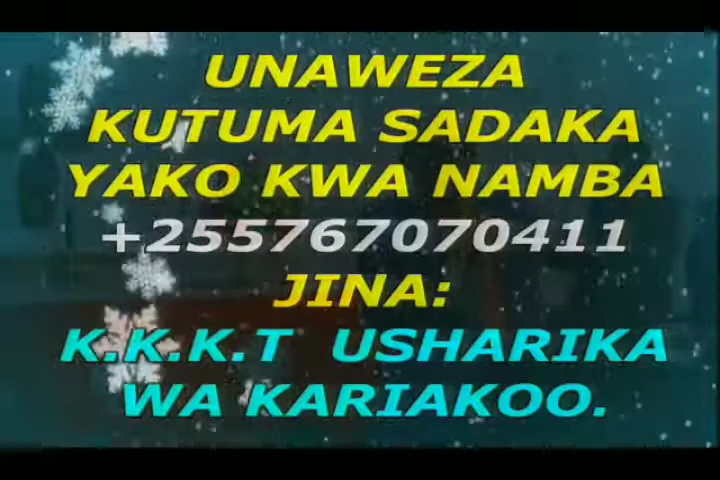 UNAWEZA
KUTUMA SADAKA
YAKO KWA NAMBA
+255767070411
JINA:
K.K.K.T USHARIKA
WA KARIAKOO.